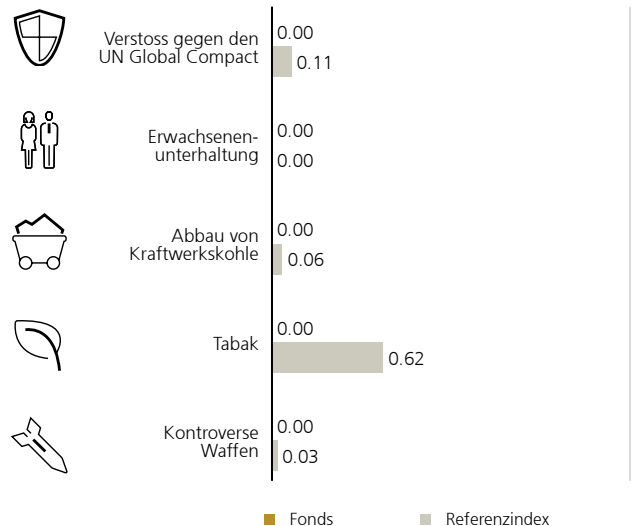 Verstoss gegen den
UN Global Compact
0.00
0.11
Erwachsenen-
unterhaltung
0.00
0.00
Abbau von
Kraftwerkskohle
0.00
0.06
Tabak
0.00
0.62
Kontroverse
Waffen
0.00
0.03
Fonds
Referenzindex